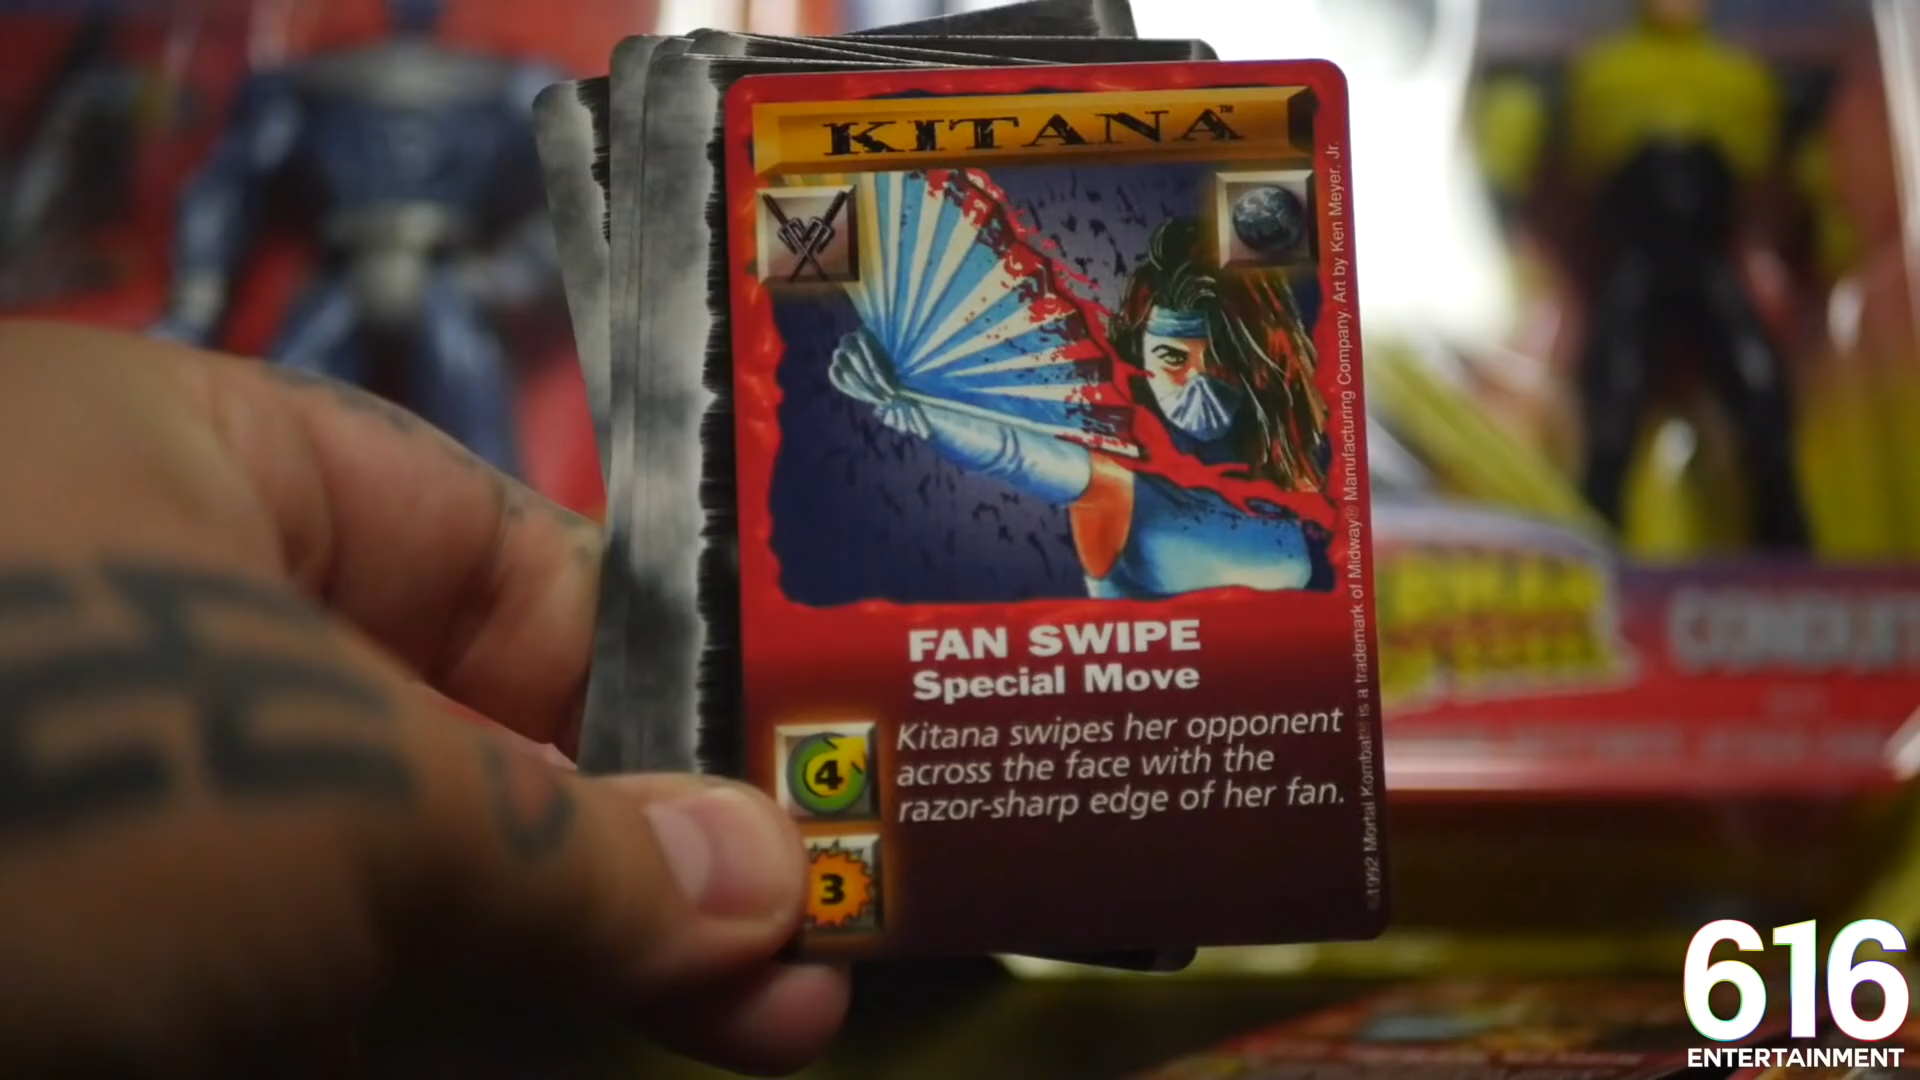 KITANA™
FAN SWIPE
Special Move
4
Kitana swipes her opponent
across the face with the
razor-sharp edge of her fan.
3
©1992 Mortal Kombat® is a trademark of Midway® Manufacturing Company. Art by Ken Meyer, Jr.
616
ENTERTAINMENT